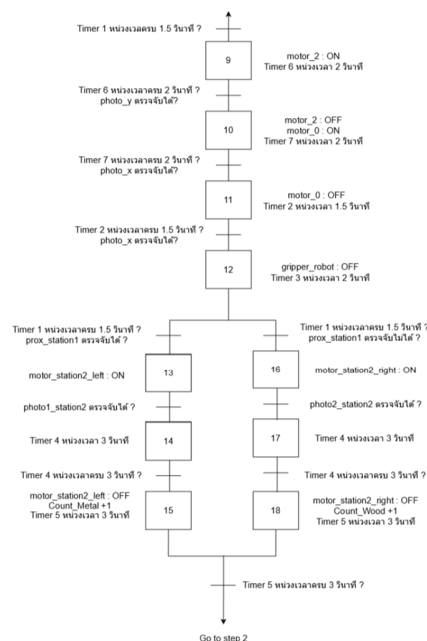 Timer 1 หน่วงเวลาครบ 1.5 วินาที ?
9
motor_2 : ON
Timer 6 หน่วงเวลา 2 วินาที
Timer 6 หน่วงเวลาครบ 2 วินาที ?
photo_y ตรวจจับได้?
10
motor_2 : OFF
motor_0 : ON
Timer 7 หน่วงเวลา 2 วินาที
Timer 7 หน่วงเวลาครบ 2 วินาที ?
photo_x ตรวจจับได้?
11
motor_0 : OFF
Timer 2 หน่วงเวลา 1.5 วินาที
Timer 2 หน่วงเวลาครบ 1.5 วินาที ?
photo_x ตรวจจับได้?
12
gripper_robot : OFF
Timer 3 หน่วงเวลา 2 วินาที
Timer 1 หน่วงเวลาครบ 1.5 วินาที ?
prox_station1 ตรวจจับได้ ?
motor_station2_left : ON
13
photo1_station2 ตรวจจับได้ ?
Timer 4 หน่วงเวลา 3 วินาที
14
Timer 4 หน่วงเวลาครบ 3 วินาที ?
motor_station2_left : OFF
Count_Metal +1
Timer 5 หน่วงเวลา 3 วินาที
15
Timer 1 หน่วงเวลาครบ 1.5 วินาที ?
prox_station1 ตรวจจับไม่ได้ ?
16
motor_station2_right : ON
photo2_station2 ตรวจจับได้ ?
17
Timer 4 หน่วงเวลา 3 วินาที
Timer 4 หน่วงเวลาครบ 3 วินาที ?
18
motor_station2_right : OFF
Count_Wood +1
Timer 5 หน่วงเวลา 3 วินาที
Timer 5 หน่วงเวลาครบ 3 วินาที ?
Go to step 2